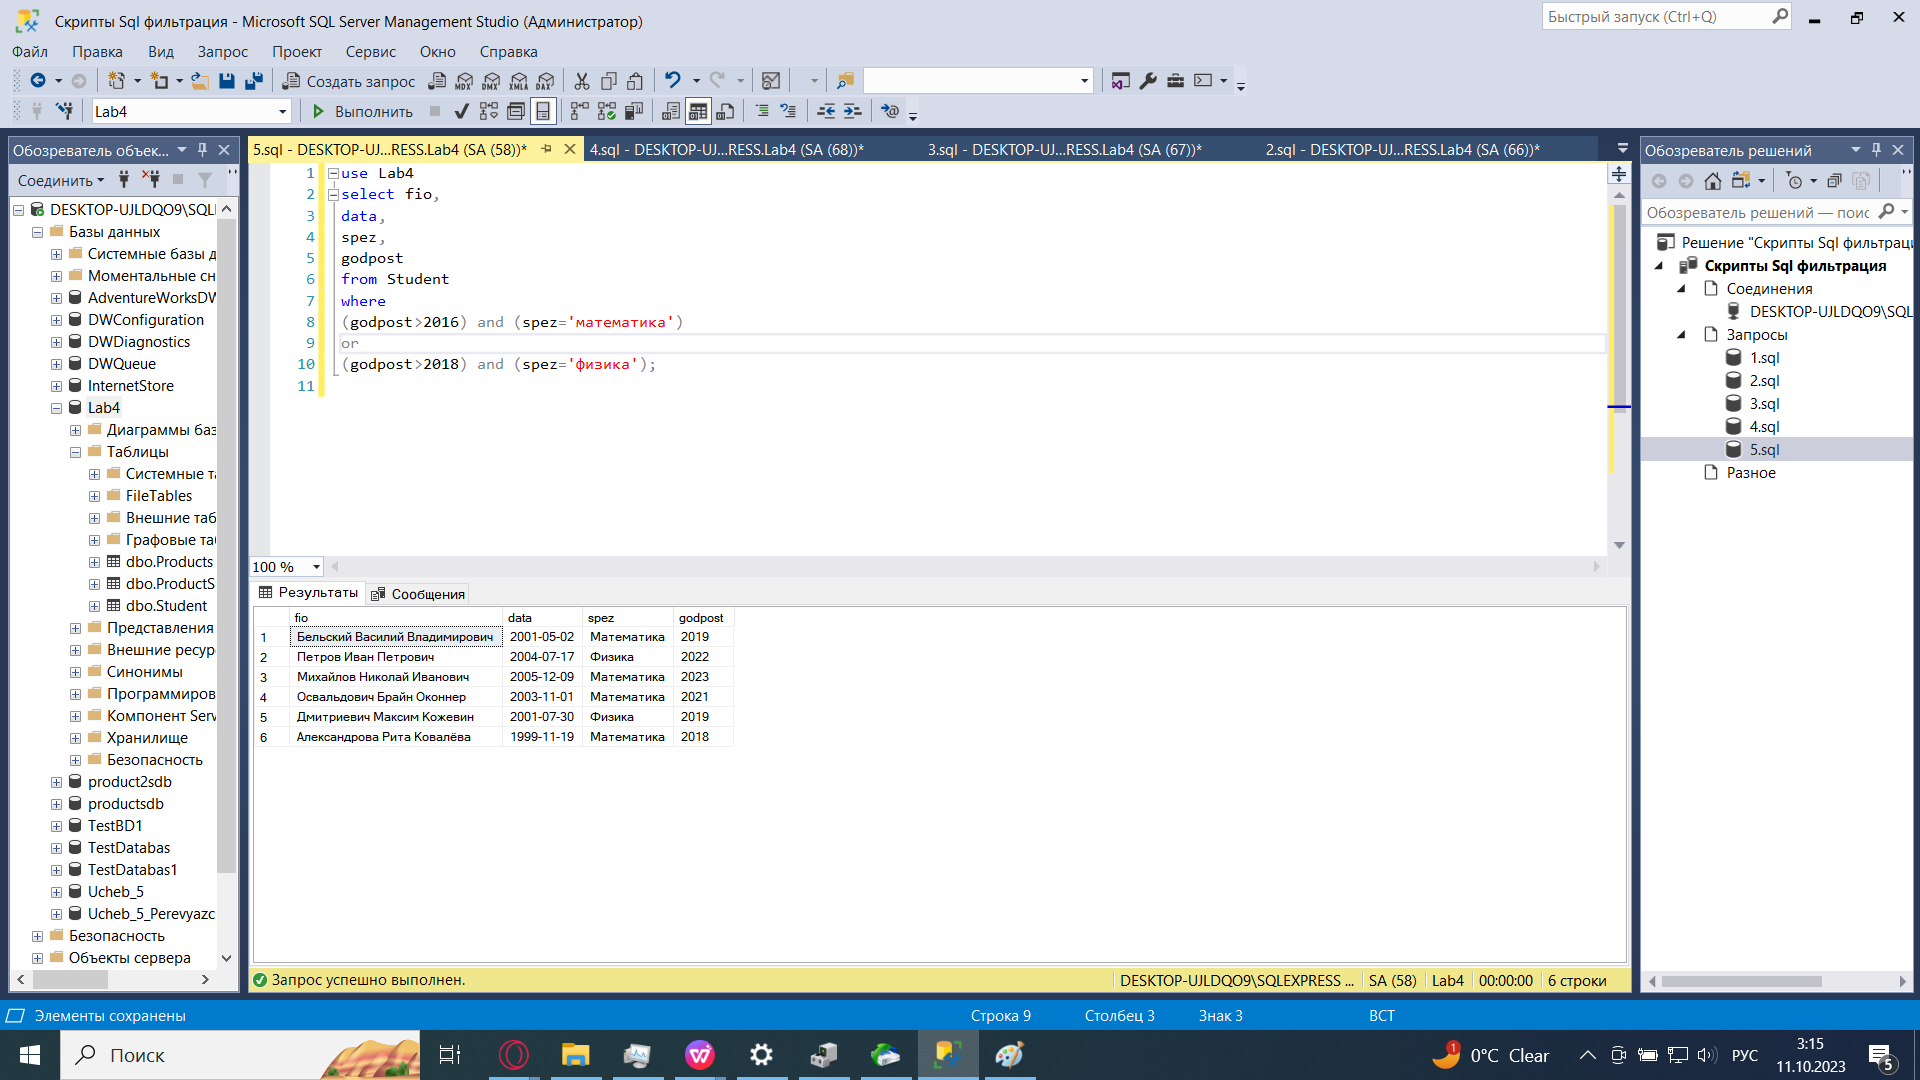 Скрипты Sql фильтрация - Microsoft SQL Server Management Studio (Администратор)
Быстрый запуск (Ctrl+Q)
Файл Правка Вид Запрос Проект Сервис Окно Справка
Создать запрос
MDX DMX XMLA DAX
Lab4
Выполнить
Обозреватель объек...
Соединить
DESKTOP-UJLDQO9\SQLI
Базы данных
Системные базы д
Моментальные сн
AdventureWorksDW
DWConfiguration
DWDiagnostics
DWQueue
InternetStore
Lab4
Диаграммы баз
Таблицы
Системные та
FileTables
Внешние таб
Графовые таб
dbo.Products
dbo.ProductS
dbo.Student
Представления
Внешние ресур
Синонимы
Программиров
Компонент Serv
Хранилище
Безопасность
product2sdb
productsdb
TestBD1
TestDatabas
TestDatabas1
Ucheb_5
Ucheb_5_Perevyazc
Безопасность
Объекты сервера
5.sql - DESKTOP-UJ...RESS.Lab4 (SA (58))* 4.sql - DESKTOP-UJ...RESS.Lab4 (SA (68))* 3.sql - DESKTOP-UJ...RESS.Lab4 (SA (67))* 2.sql - DESKTOP-UJ...RESS.Lab4 (SA (66))*
1 use Lab4
2 select fio,
3 data,
4 spez,
5 godpost
6 from Student
7 where
8 (godpost>2016) and (spez='математика')
9 or
10 (godpost>2018) and (spez='физика');
11
100 %
Результаты Сообщения
fio data spez godpost
1 Бельский Василий Владимирович 2001-05-02 Математика 2019
2 Петров Иван Петрович 2004-07-17 Физика 2022
3 Михайлов Николай Иванович 2005-12-09 Математика 2023
4 Освальдович Брайн Оконнер 2003-11-01 Математика 2021
5 Дмитриевич Максим Кожевин 2001-07-30 Физика 2019
6 Александрова Рита Ковалёва 1999-11-19 Математика 2018
Запрос успешно выполнен.
DESKTOP-UJLDQO9\SQLEXPRESS ... SA (58) Lab4 00:00:00 6 строки
Обозреватель решений
Обозреватель решений — поис
Решение "Скрипты Sql фильтраци
Скрипты Sql фильтрация
Соединения
DESKTOP-UJLDQO9\SQL
Запросы
1.sql
2.sql
3.sql
4.sql
5.sql
Разное
Элементы сохранены
Строка 9 Столбец 3 Знак 3 ВСТ
Поиск
1
0°C Clear
РУС
3:15
11.10.2023
5